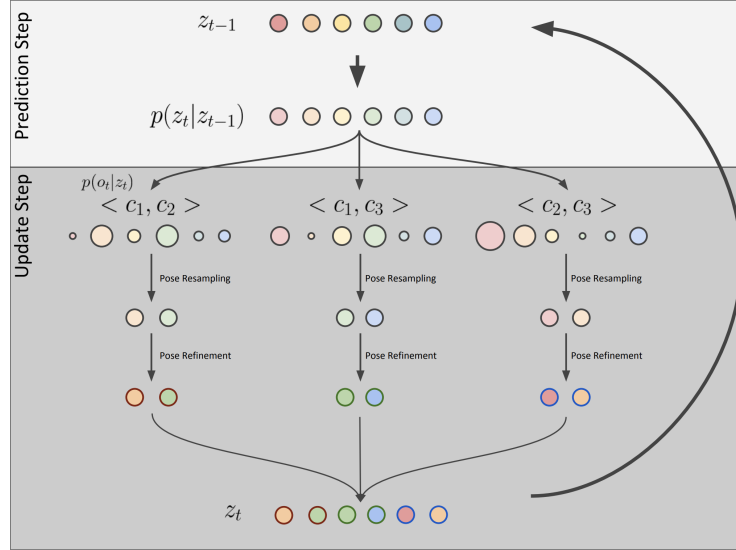 Prediction Step
z_{t−1}
p(z_t|z_{t−1})
Update Step
p(o_t|z_t)
< c_1, c_2 >
< c_1, c_3 >
< c_2, c_3 >
Pose Resampling
Pose Resampling
Pose Resampling
Pose Refinement
Pose Refinement
Pose Refinement
z_t